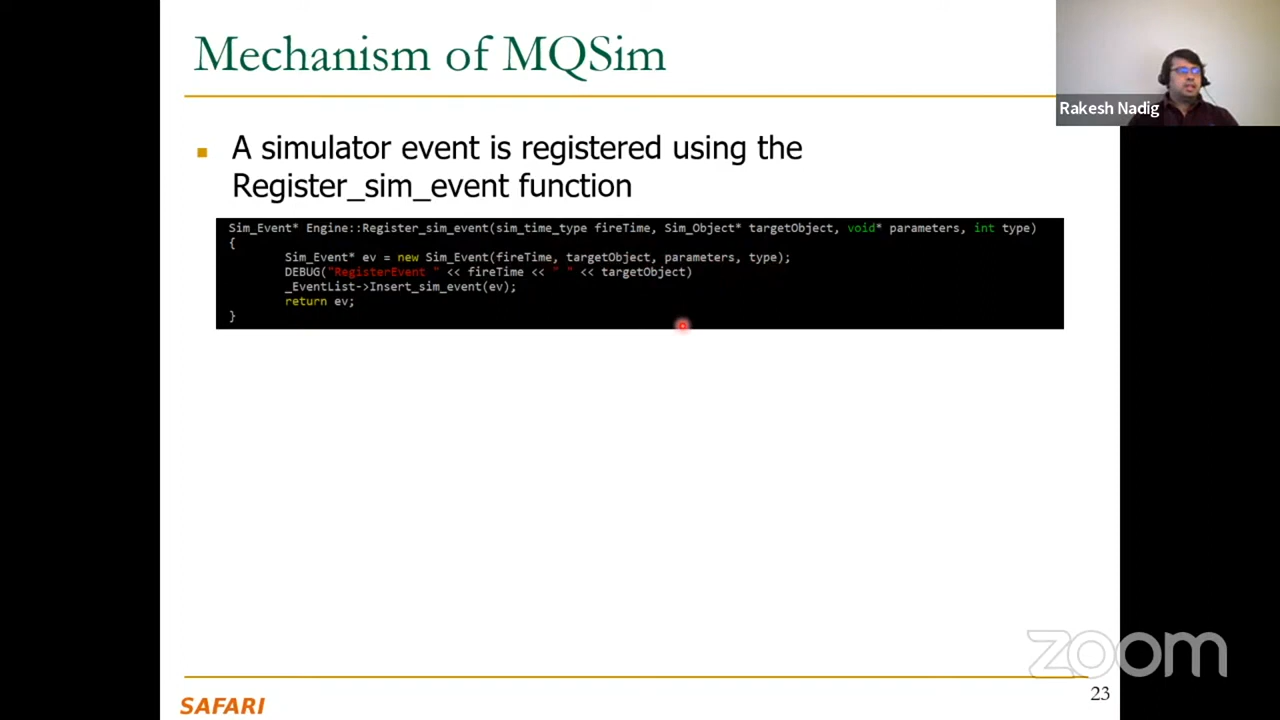 Mechanism of MQSim
Rakesh Nadig
A simulator event is registered using the
Register_sim_event function
Sim_Event* Engine::Register_sim_event(sim_time_type fireTime, Sim_Object* targetObject, void* parameters, int type)
{
Sim_Event* ev = new Sim_Event(fireTime, targetObject, parameters, type);
DEBUG("RegisterEvent " << fireTime << " " << targetObject)
_EventList->Insert_sim_event(ev);
return ev;
}
zoom
SAFARI
23